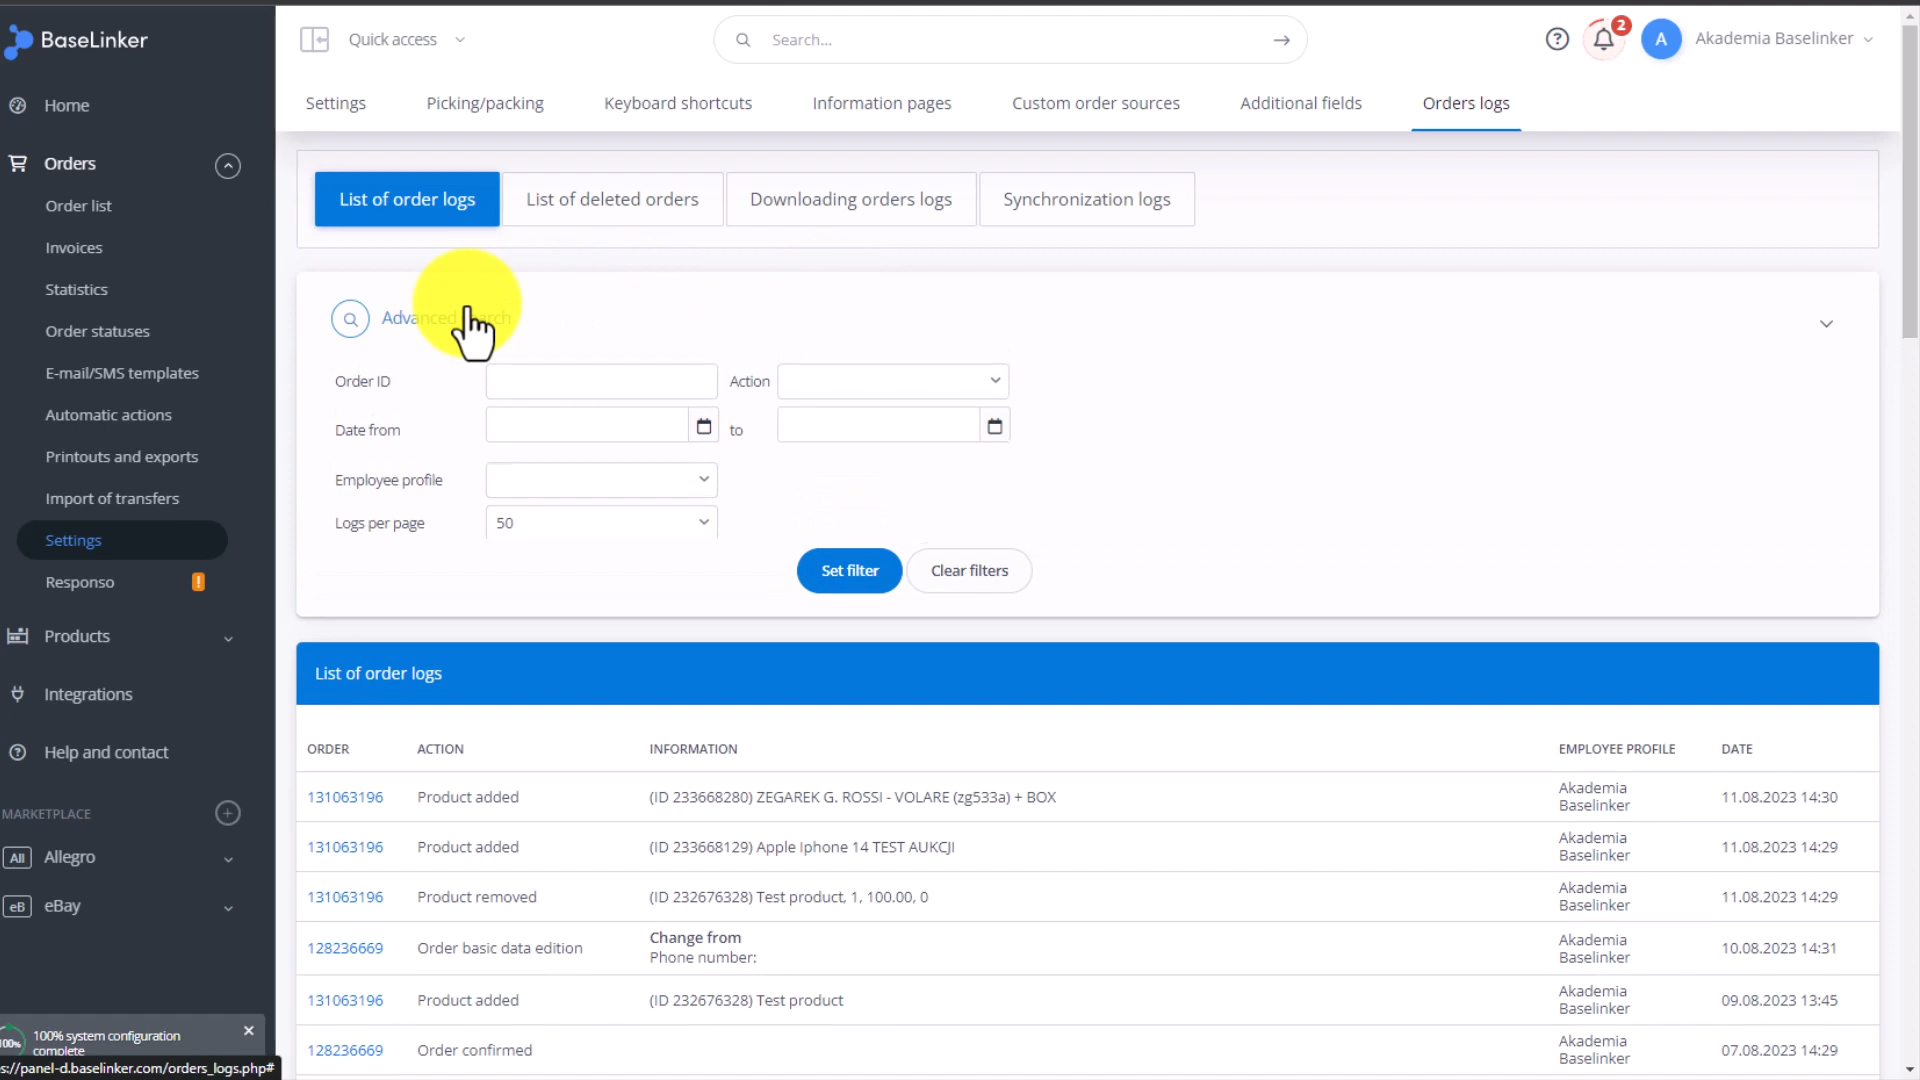 BaseLinker
Quick access
Search...
2
A
Akademia Baselinker
Home
Orders
Order list
Invoices
Statistics
Order statuses
E-mail/SMS templates
Automatic actions
Printouts and exports
Import of transfers
Settings
Responso
!
Products
Integrations
Help and contact
MARKETPLACE
All
Allegro
eB
eBay
100%
100% system configuration
complete
s://panel-d.baselinker.com/orders_logs.php#
Settings
Picking/packing
Keyboard shortcuts
Information pages
Custom order sources
Additional fields
Orders logs
List of order logs
List of deleted orders
Downloading orders logs
Synchronization logs
Advanced
Order ID
Action
Date from
to
Employee profile
Logs per page
50
Set filter
Clear filters
List of order logs
ORDER ACTION INFORMATION EMPLOYEE PROFILE DATE
131063196 Product added (ID 233668280) ZEGAREK G. ROSSI - VOLARE (zg533a) + BOX Akademia Baselinker 11.08.2023 14:30
131063196 Product added (ID 233668129) Apple Iphone 14 TEST AUKCJI Akademia Baselinker 11.08.2023 14:29
131063196 Product removed (ID 232676328) Test product, 1, 100.00, 0 Akademia Baselinker 11.08.2023 14:29
128236669 Order basic data edition Change from Phone number: Akademia Baselinker 10.08.2023 14:31
131063196 Product added (ID 232676328) Test product Akademia Baselinker 09.08.2023 13:45
128236669 Order confirmed Akademia Baselinker 07.08.2023 14:29